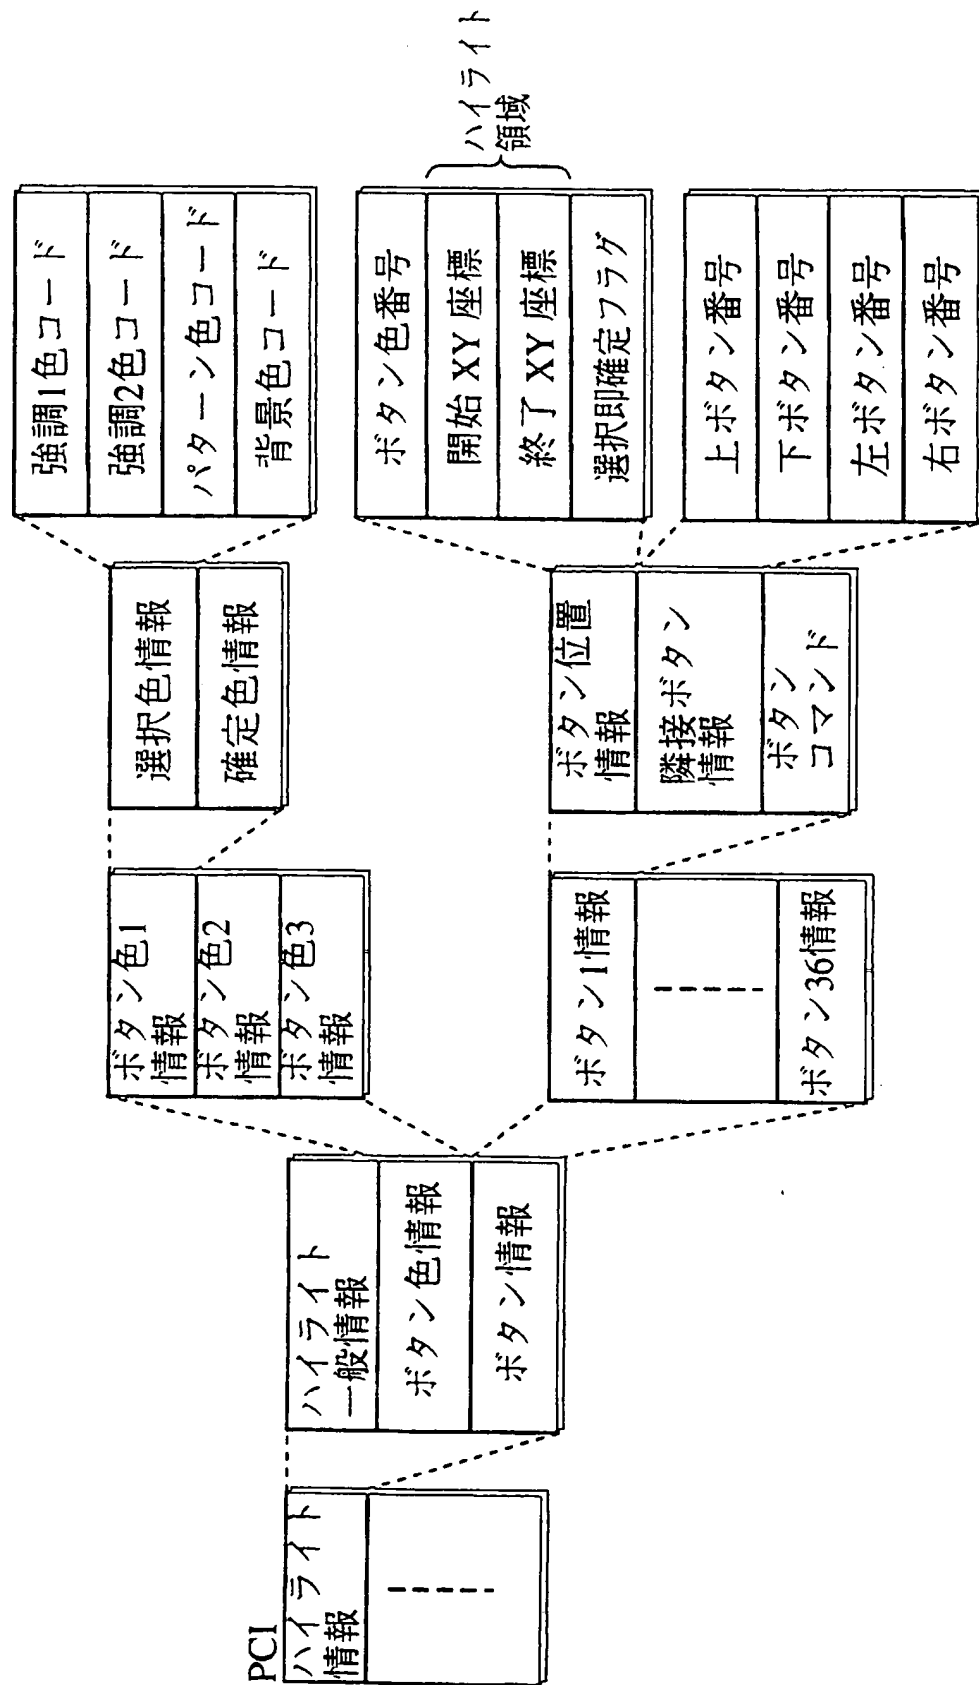 PCI
ハイライト
情報
ハイライト
一般情報
ボタン色情報
ボタン情報
ボタン色1
情報
ボタン色2
情報
ボタン色3
情報
ボタン1情報
ボタン36情報
選択色情報
確定色情報
ボタン位置
情報
隣接ボタン
情報
ボタン
コマンド
強調1色コード
強調2色コード
パターン色コード
背景色コード
ボタン色番号
開始 XY 座標
終了 XY 座標
選択即確定フラグ
ハイライト
領域
上ボタン番号
下ボタン番号
左ボタン番号
右ボタン番号